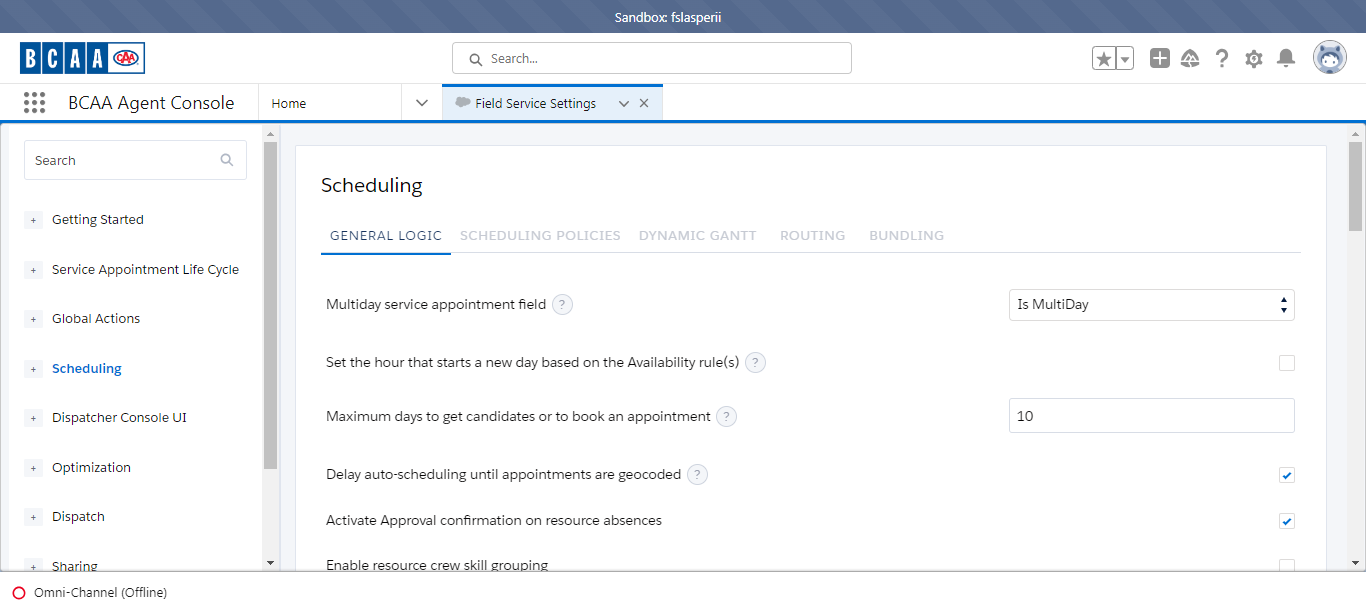 Sandbox: fslasperii
BCAA CAA
Search...
BCAA Agent Console
Home
Field Service Settings
Search
Getting Started
Service Appointment Life Cycle
Global Actions
Scheduling
Dispatcher Console UI
Optimization
Dispatch
Sharing
Scheduling
GENERAL LOGIC SCHEDULING POLICIES DYNAMIC GANTT ROUTING BUNDLING
Multiday service appointment field ? Is MultiDay
Set the hour that starts a new day based on the Availability rule(s) ?
Maximum days to get candidates or to book an appointment ? 10
Delay auto-scheduling until appointments are geocoded ?
Activate Approval confirmation on resource absences
Enable resource crew skill grouping
Omni-Channel (Offline)